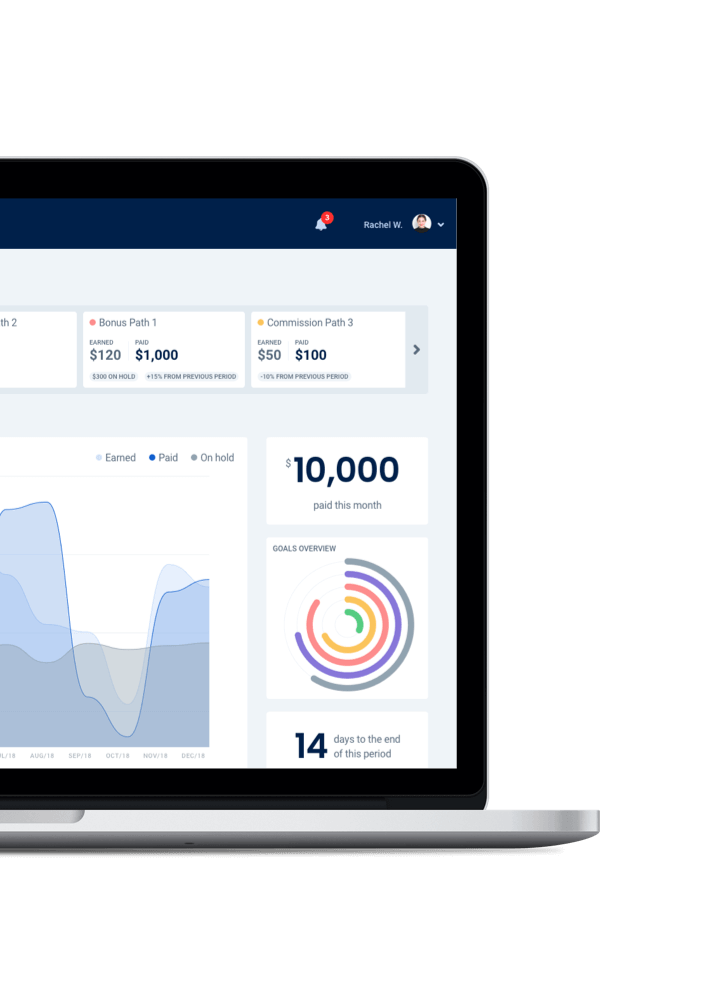 3
Rachel W.
th 2
Bonus Path 1
EARNED PAID
$120 $1,000
$300 ON HOLD +15% FROM PREVIOUS PERIOD
Commission Path 3
EARNED PAID
$50 $100
-10% FROM PREVIOUS PERIOD
Earned Paid On hold
JL/18 AUG/18 SEP/18 OCT/18 NOV/18 DEC/18
$10,000
paid this month
GOALS OVERVIEW
14 days to the end
of this period